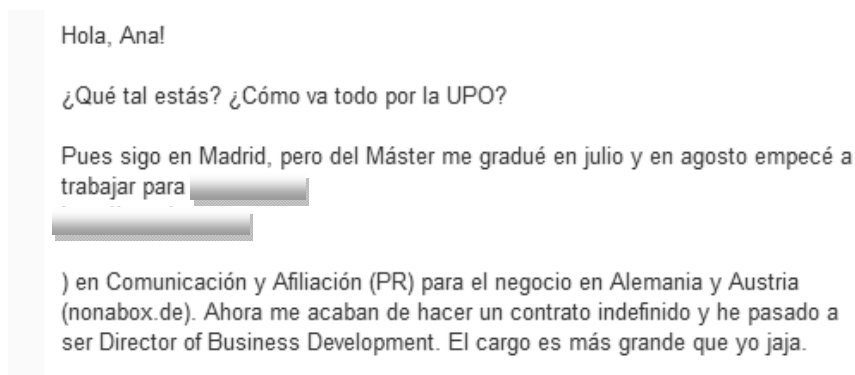 Hola, Ana!
¿Qué tal estás? ¿Cómo va todo por la UPO?
Pues sigo en Madrid, pero del Máster me gradué en julio y en agosto empecé a
trabajar para
) en Comunicación y Afiliación (PR) para el negocio en Alemania y Austria
(nonabox.de). Ahora me acaban de hacer un contrato indefinido y he pasado a
ser Director of Business Development. El cargo es más grande que yo jaja.